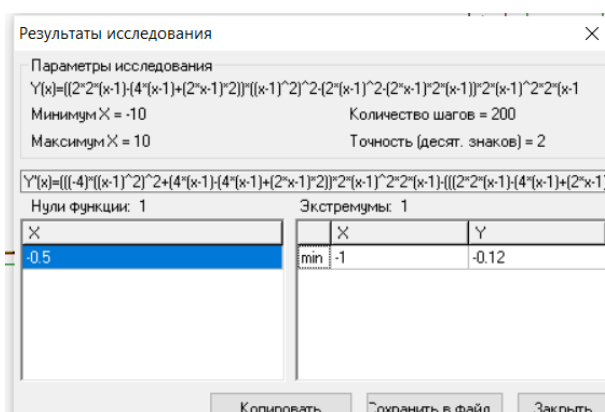 Результаты исследования
Параметры исследования
Y(x)=((2*2*(x-1)-(4*(x-1)+(2*x-1)*2))*((x-1)^2)^2-(2*(x-1)^2-(2*x-1)*2*(x-1))*2*(x-1)^2*2*(x-1
Минимум X = -10
Количество шагов = 200
Максимум X = 10
Точность (десят. знаков) = 2
Y'(x)=(((-4)*((x-1)^2)^2+(4*(x-1)-(4*(x-1)+(2*x-1)*2))*2*(x-1)^2*2*(x-1)-(((2*2*(x-1)-(4*(x-1)+(2*x-1)
Нули функции: 1
Экстремумы: 1
X
X Y
-0.5
min -1 -0.12
Копировать Сохранить в файл Закрыть